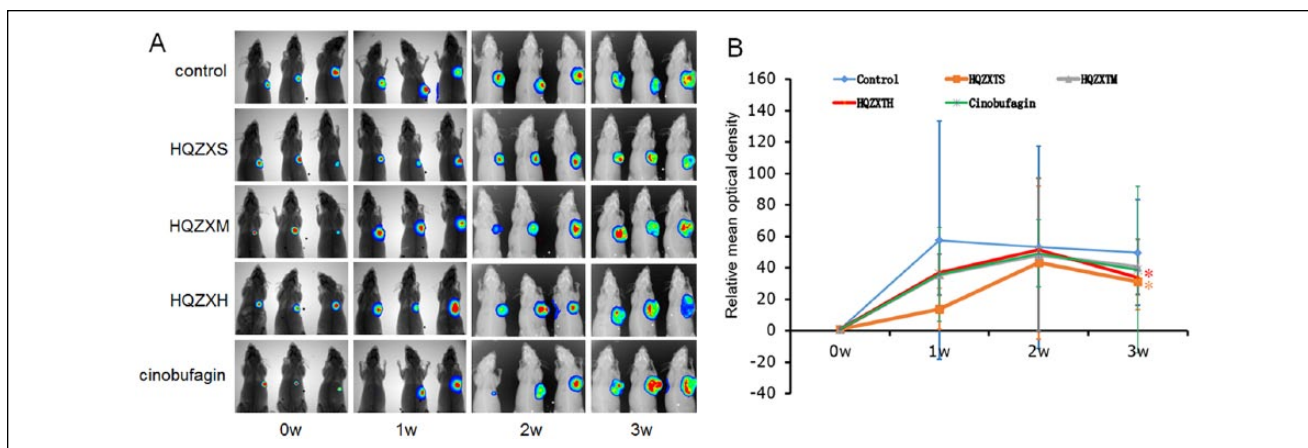 A
control
HQZXS
HQZXM
HQZXH
cinobufagin
0w 1w 2w 3w
B
Relative mean optical density
160
140
120
100
80
60
40
20
0
-20
-40
Control HQZXTS HQZXTM
HQZXTH Cinobufagin
0w 1w 2w 3w
*
*